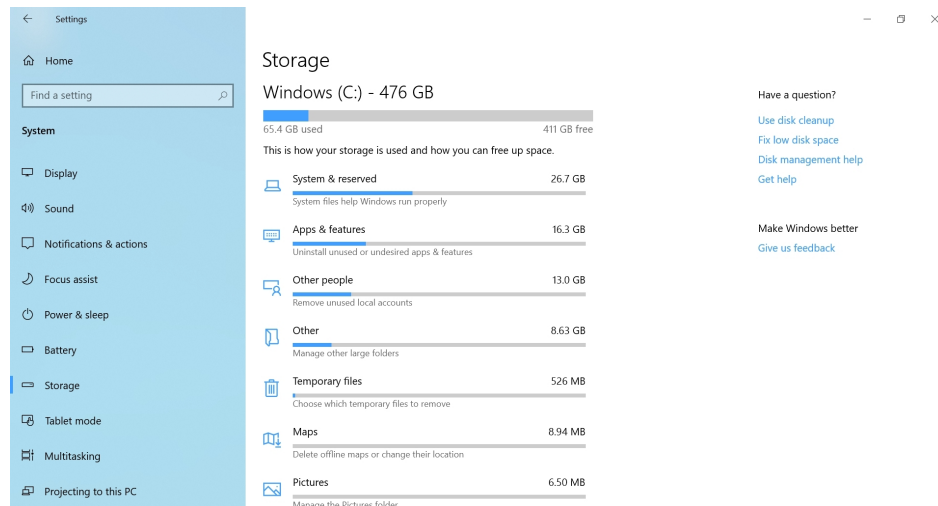 Settings
Home
Find a setting
System
Display
Sound
Notifications & actions
Focus assist
Power & sleep
Battery
Storage
Tablet mode
Multitasking
Projecting to this PC
Storage
Windows (C:) - 476 GB
65.4 GB used 411 GB free
This is how your storage is used and how you can free up space.
System & reserved 26.7 GB
System files help Windows run properly
Apps & features 16.3 GB
Uninstall unused or undesired apps & features
Other people 13.0 GB
Remove unused local accounts
Other 8.63 GB
Manage other large folders
Temporary files 526 MB
Choose which temporary files to remove
Maps 8.94 MB
Delete offline maps or change their location
Pictures 6.50 MB
Manage the Pictures folder
Have a question?
Use disk cleanup
Fix low disk space
Disk management help
Get help
Make Windows better
Give us feedback